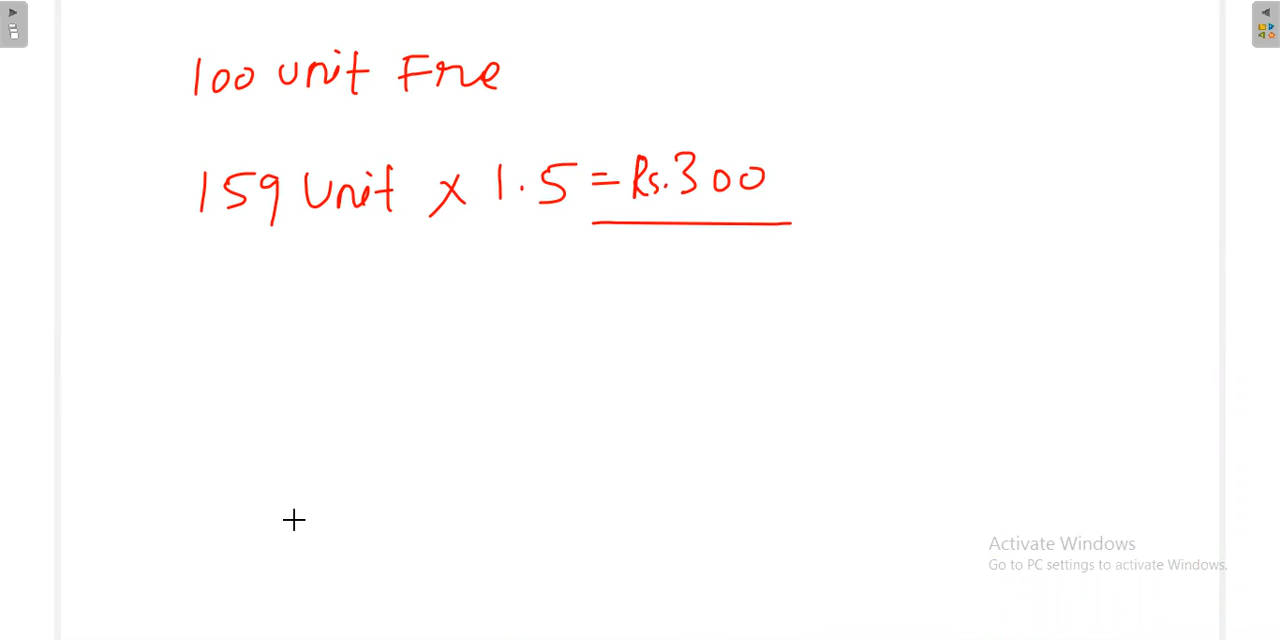 100 unit Free
159 Unit x 1.5 = Rs. 300
Activate Windows
Go to PC settings to activate Windows.